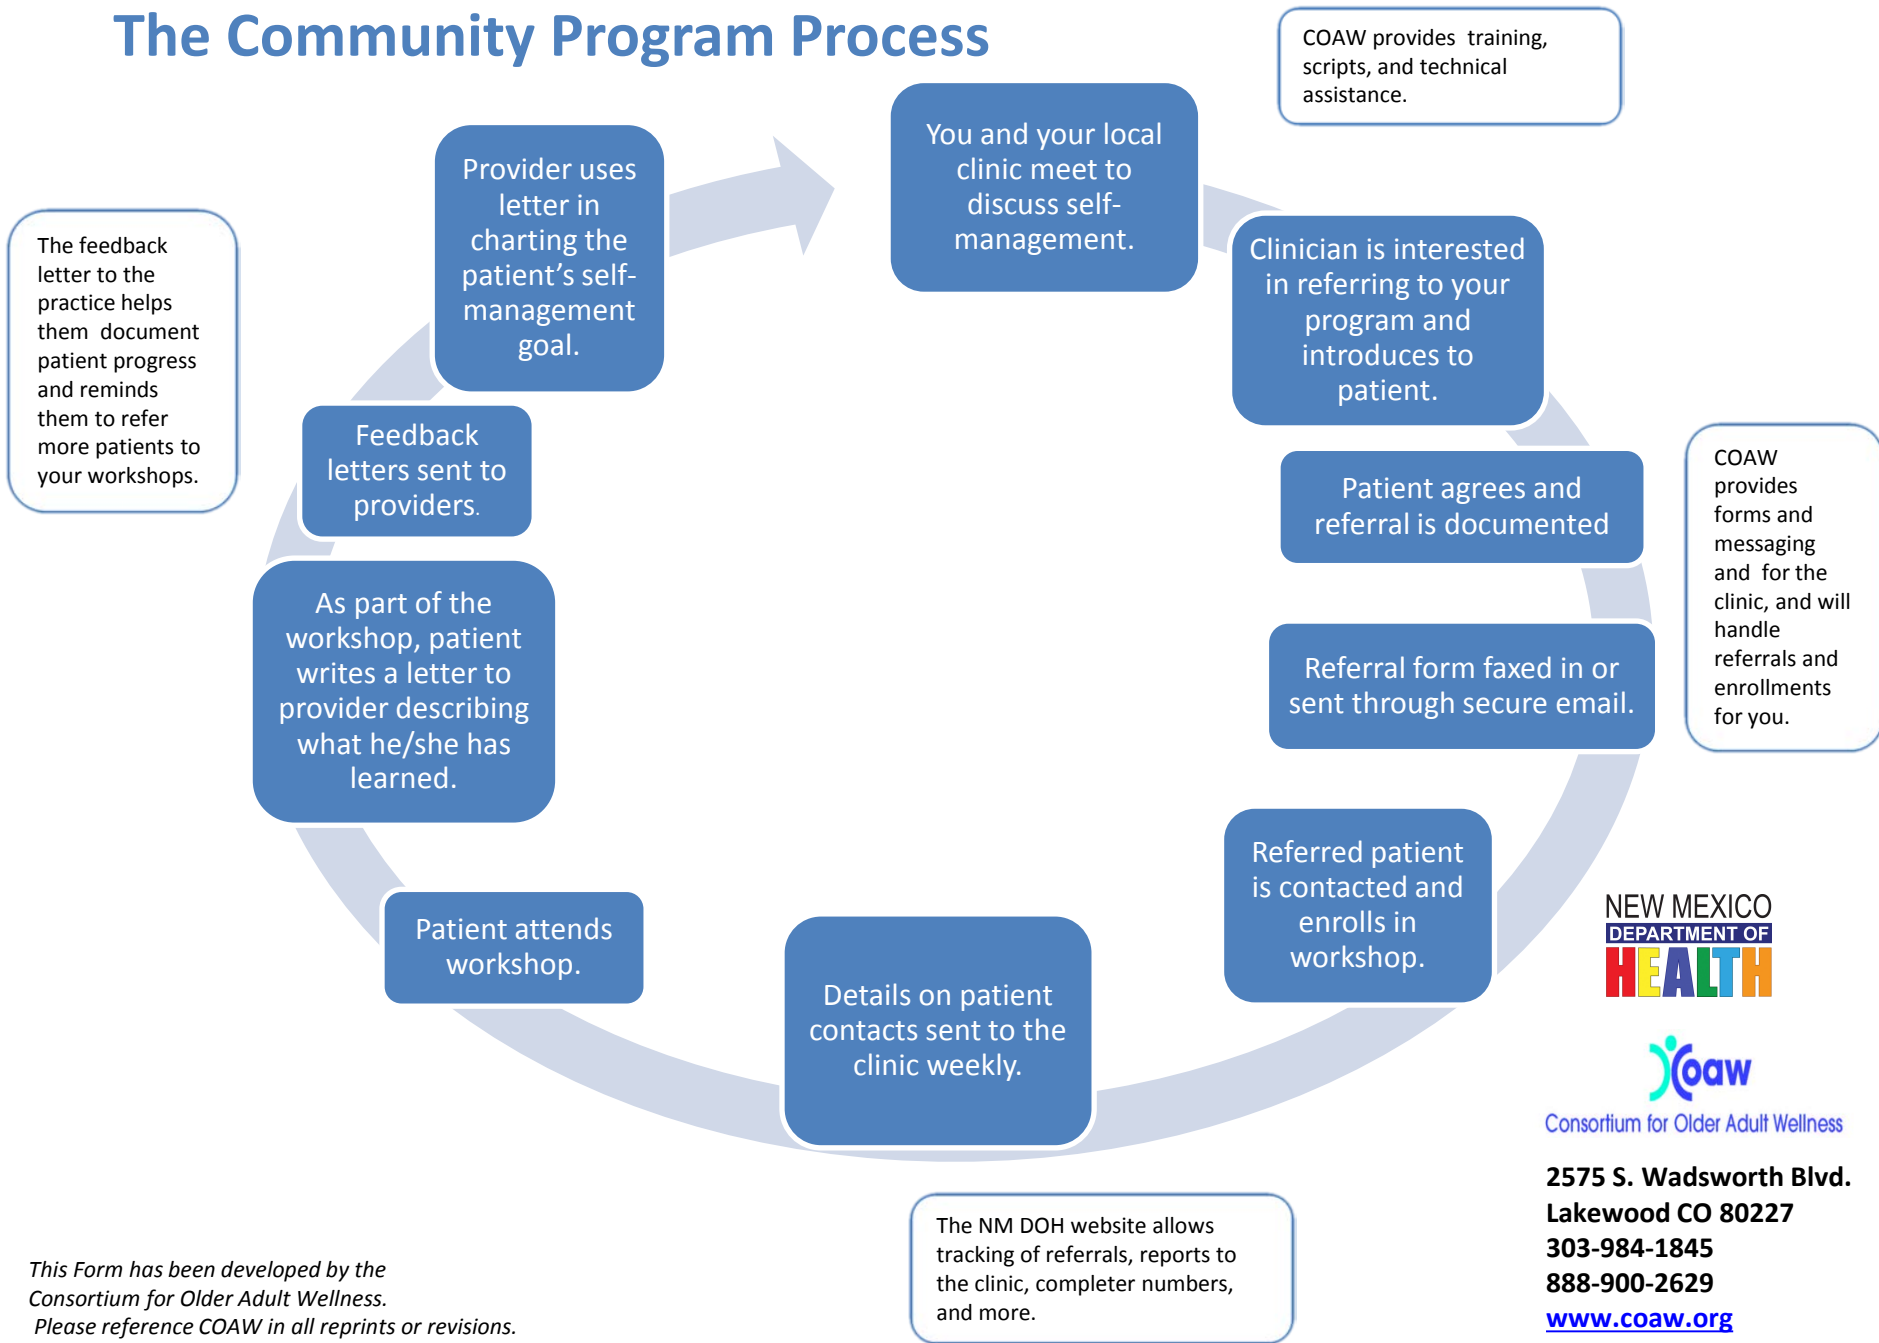 The Community Program Process
COAW provides  training,
scripts, and technical
assistance.
You and your local
clinic meet to
discuss self-
management.
Clinician is interested
in referring to your
program and
introduces to
patient.
Patient agrees and
referral is documented
COAW
provides
forms and
messaging
and  for the
clinic, and will
handle
referrals and
enrollments
for you.
Referral form faxed in or
sent through secure email.
Referred patient
is contacted and
enrolls in
workshop.
Details on patient
contacts sent to the
clinic weekly.
The NM DOH website allows
tracking of referrals, reports to
the clinic, completer numbers,
and more.
Patient attends
workshop.
As part of the
workshop, patient
writes a letter to
provider describing
what he/she has
learned.
Feedback
letters sent to
providers.
The feedback
letter to the
practice helps
them  document
patient progress
and reminds
them to refer
more patients to
your workshops.
Provider uses
letter in
charting the
patient’s self-
management
goal.
NEW MEXICO
DEPARTMENT OF
HEALTH
Coaw
Consortium for Older Adult Wellness
2575 S. Wadsworth Blvd.
Lakewood CO 80227
303-984-1845
888-900-2629
www.coaw.org
This Form has been developed by the
Consortium for Older Adult Wellness.
Please reference COAW in all reprints or revisions.